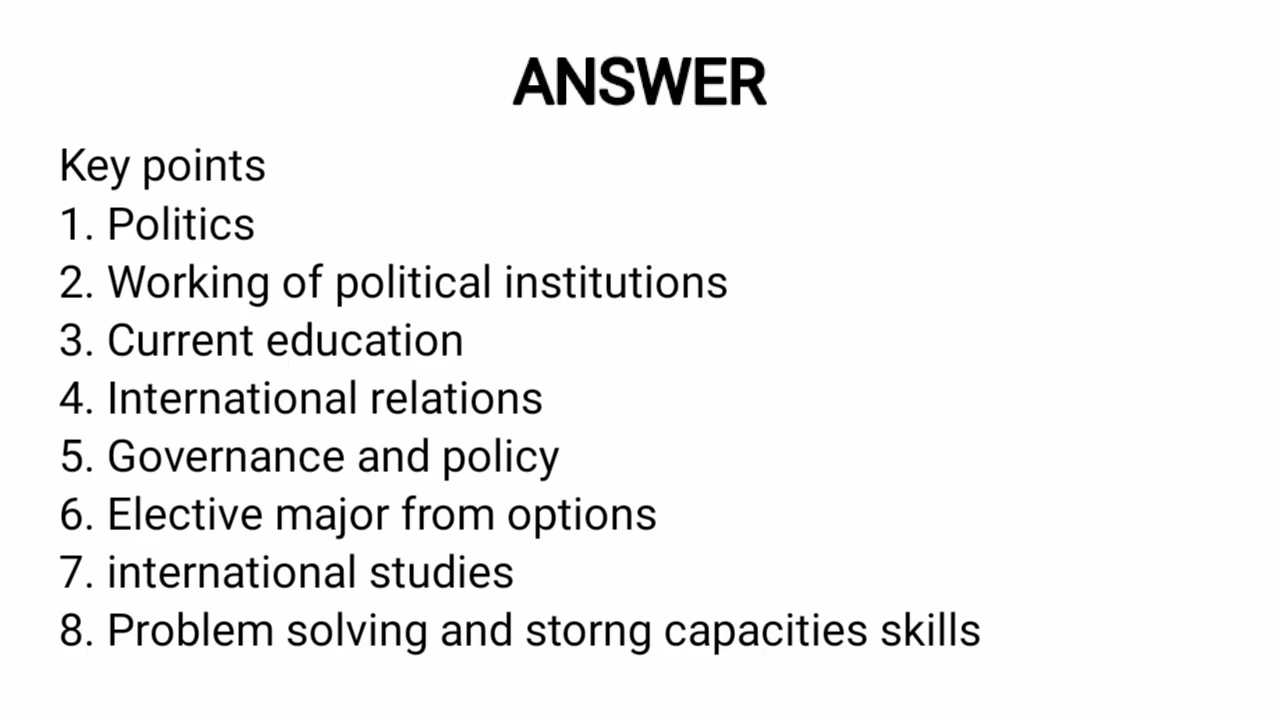 ANSWER
Key points
1. Politics
2. Working of political institutions
3. Current education
4. International relations
5. Governance and policy
6. Elective major from options
7. international studies
8. Problem solving and storng capacities skills